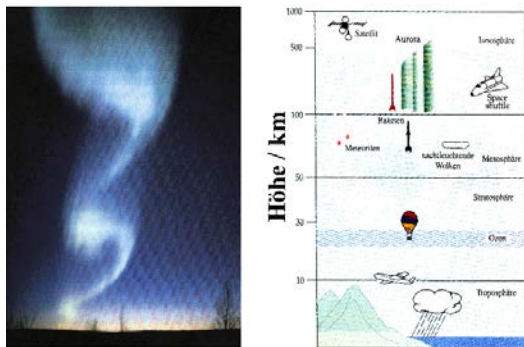 Höhe / km
1000
500
100
50
30
10
Satellit
Aurora
Ionosphäre
Space
shuttle
Raketen
Meteoriten
nachtleuchtende
Wolken
Mesosphäre
Stratosphäre
Ozon
Troposphäre